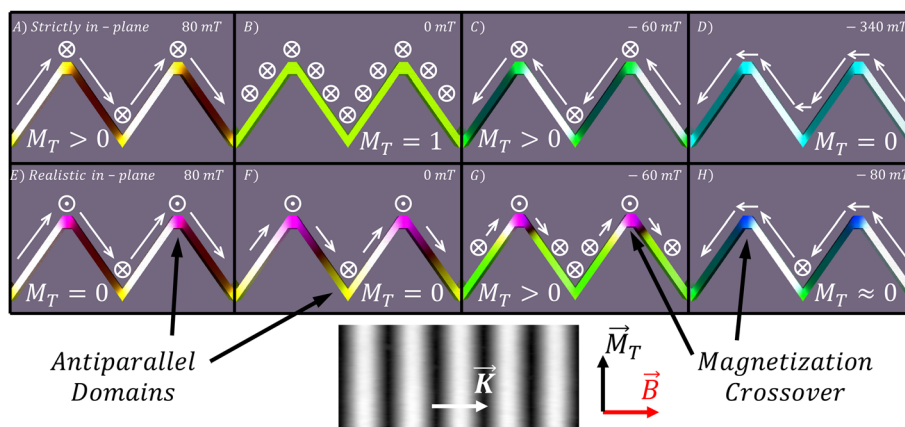 A) Strictly in – plane 80 mT
B) 0 mT
C) – 60 mT
D) – 340 mT
M_T > 0
M_T = 1
M_T > 0
M_T = 0
E) Realistic in – plane 80 mT
F) 0 mT
G) – 60 mT
H) – 80 mT
M_T = 0
M_T = 0
M_T > 0
M_T ≈ 0
Antiparallel
Domains
K⃗
M⃗_T
B⃗
Magnetization
Crossover